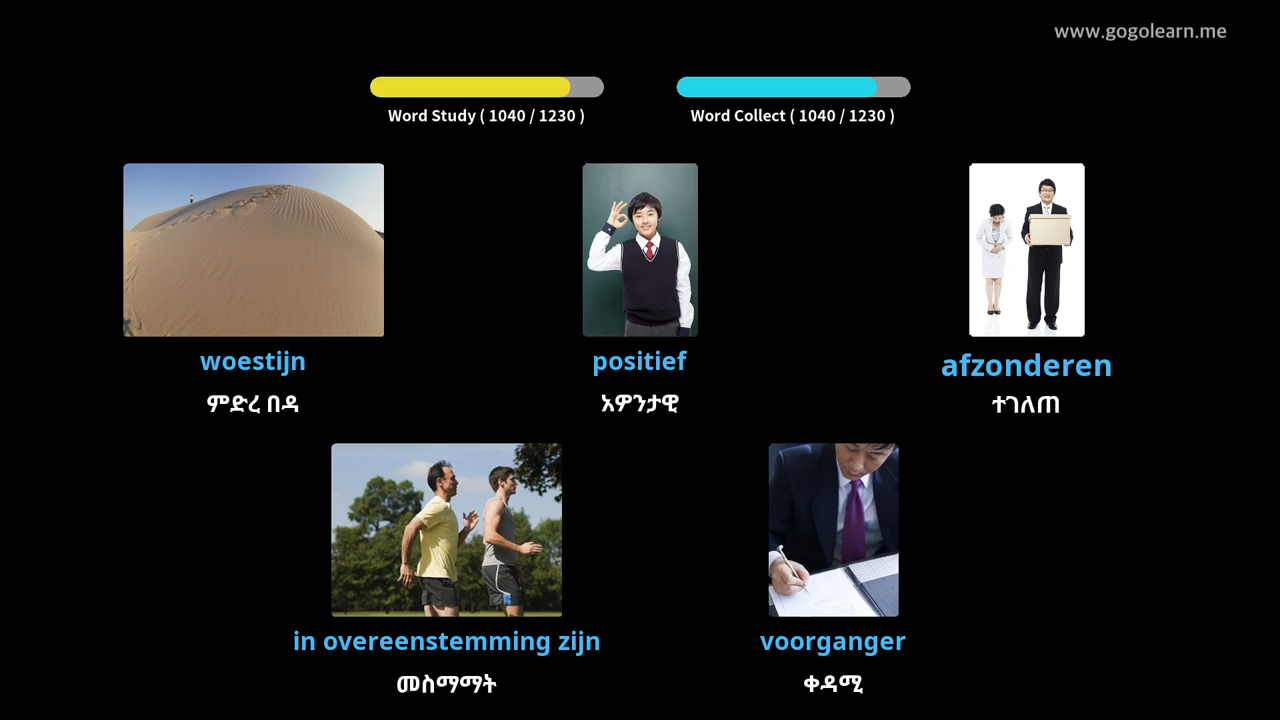 www.gogolearn.me
Word Study ( 1040 / 1230 )
Word Collect ( 1040 / 1230 )
woestijn
ምድረ በዳ
positief
አዎንታዊ
afzonderen
ተገለጠ
in overeenstemming zijn
መስማማት
voorganger
ቀዳሚ